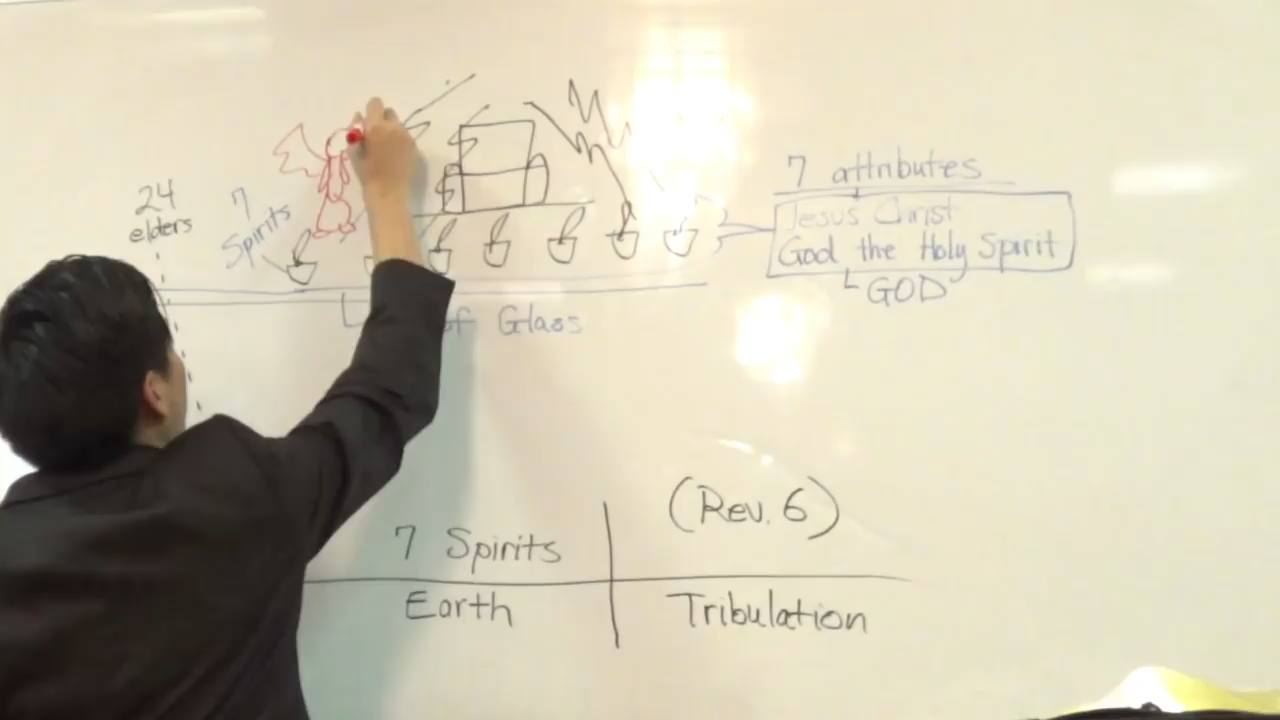 24
elders
7
Spirits
7 attributes
Jesus Christ
God the Holy Spirit
GOD
of Glass
(Rev. 6)
7 Spirits
Earth
Tribulation